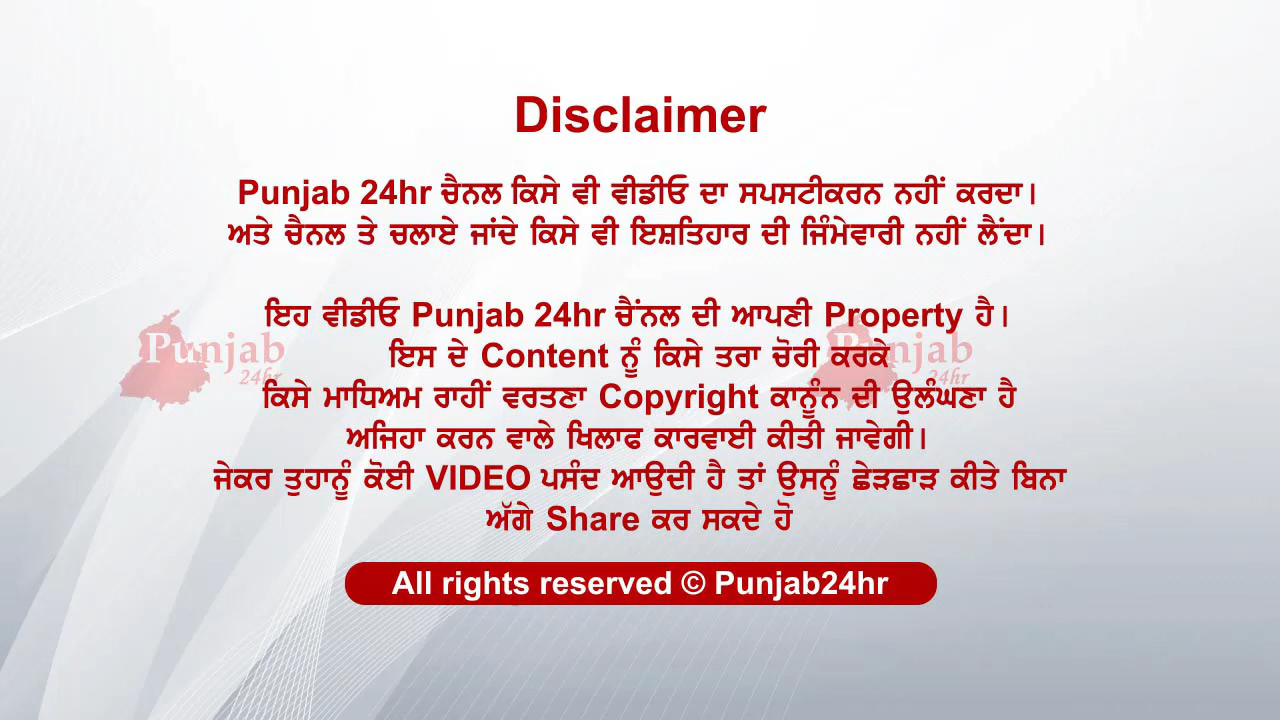 Disclaimer
Punjab 24hr ਚੈਨਲ ਕਿਸੇ ਵੀ ਵੀਡੀਓ ਦਾ ਸਪਸਟੀਕਰਨ ਨਹੀਂ ਕਰਦਾ।
ਅਤੇ ਚੈਨਲ ਤੇ ਚਲਾਏ ਜਾਂਦੇ ਕਿਸੇ ਵੀ ਇਸ਼ਤਿਹਾਰ ਦੀ ਜਿੰਮੇਵਾਰੀ ਨਹੀਂ ਲੈਂਦਾ।
ਇਹ ਵੀਡੀਓ Punjab 24hr ਚੈਂਨਲ ਦੀ ਆਪਣੀ Property ਹੈ।
ਇਸ ਦੇ Content ਨੂੰ ਕਿਸੇ ਤਰਾ ਚੋਰੀ ਕਰਕੇ
ਕਿਸੇ ਮਾਧਿਅਮ ਰਾਹੀਂ ਵਰਤਣਾ Copyright ਕਾਨੂੰਨ ਦੀ ਉਲੰਘਣਾ ਹੈ
ਅਜਿਹਾ ਕਰਨ ਵਾਲੇ ਖਿਲਾਫ ਕਾਰਵਾਈ ਕੀਤੀ ਜਾਵੇਗੀ।
ਜੇਕਰ ਤੁਹਾਨੂੰ ਕੋਈ VIDEO ਪਸੰਦ ਆਉਦੀ ਹੈ ਤਾਂ ਉਸਨੂੰ ਛੇੜਛਾੜ ਕੀਤੇ ਬਿਨਾ
ਅੱਗੇ Share ਕਰ ਸਕਦੇ ਹੋ
All rights reserved © Punjab24hr
Punjab
24hr
Punjab
24hr